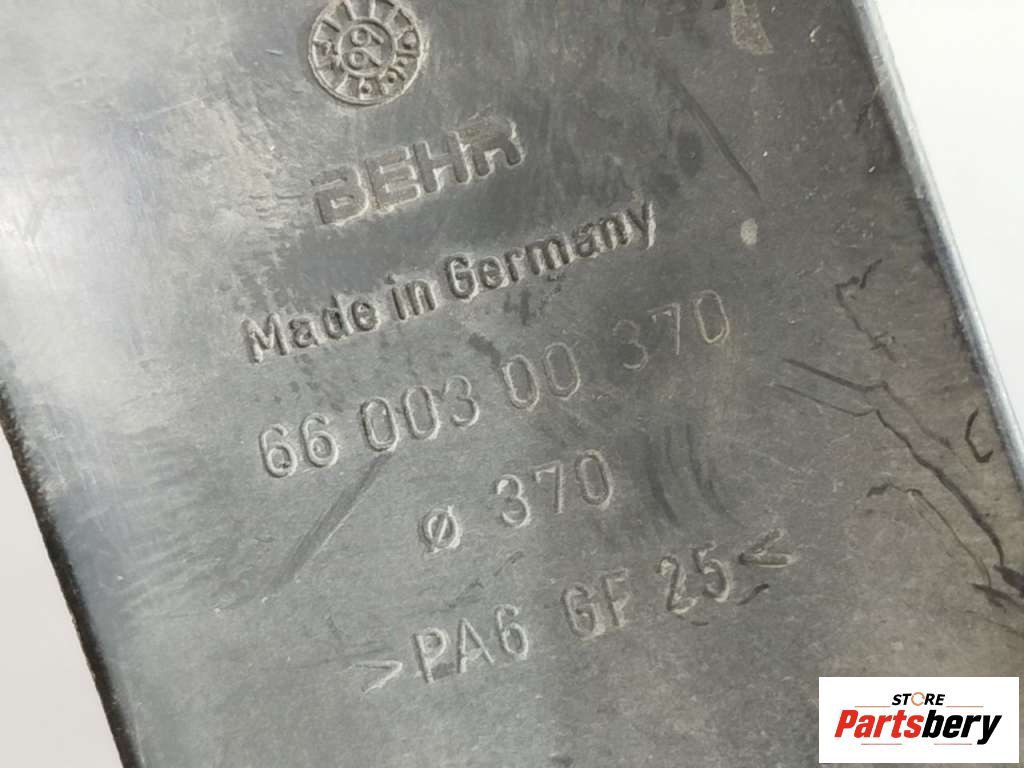 99
BEHR
Made in Germany
66 003 00 370
ø 370
>PA6 GF 25<
STORE
Partsbery